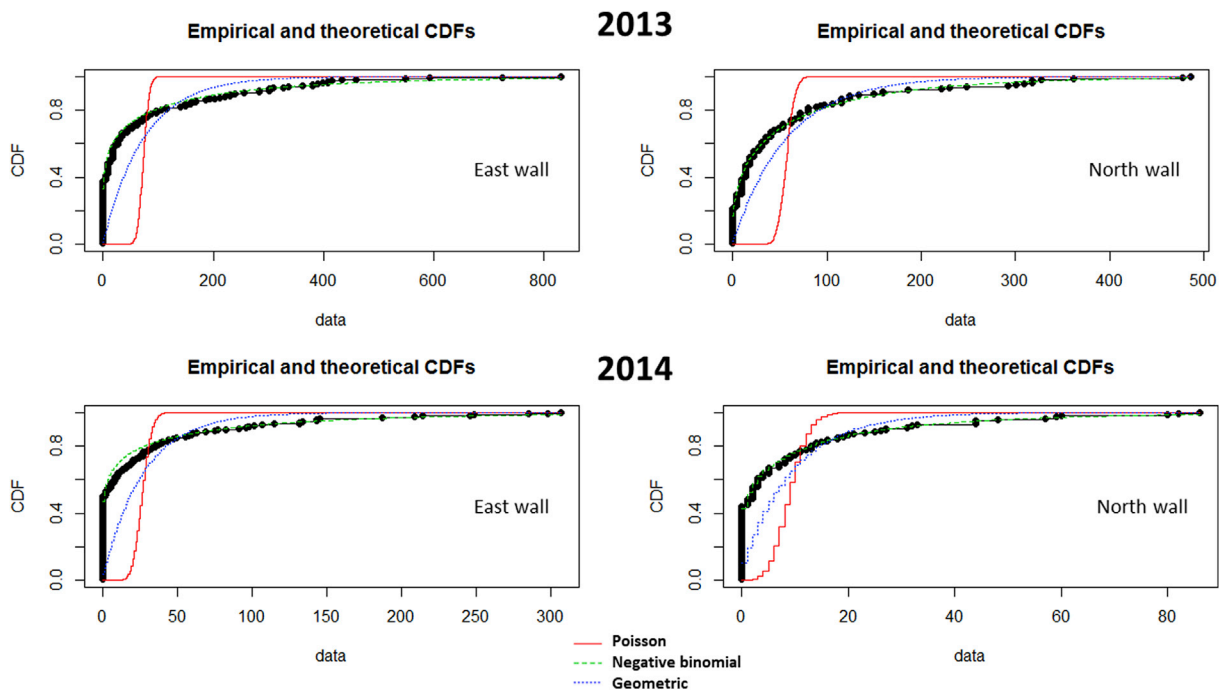 2013
Empirical and theoretical CDFs
CDF
0.0 0.4 0.8
East wall
0 200 400 600 800
data
Empirical and theoretical CDFs
CDF
0.0 0.4 0.8
North wall
0 100 200 300 400 500
data
2014
Empirical and theoretical CDFs
CDF
0.0 0.4 0.8
East wall
0 50 100 150 200 250 300
data
Empirical and theoretical CDFs
CDF
0.0 0.4 0.8
North wall
0 20 40 60 80
data
Poisson
Negative binomial
Geometric